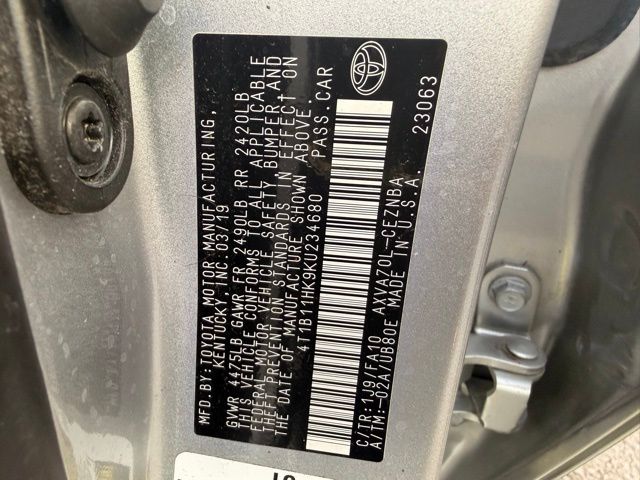 MFD.BY:TOYOTA MOTOR MANUFACTURING,
KENTUCKY, INC. 03/19
GVWR 4475LB GAWR FR 2490LB RR 2420LB
THIS VEHICLE CONFORMS TO ALL APPLICABLE
FEDERAL MOTOR VEHICLE SAFETY, BUMPER, AND
THEFT PREVENTION STANDARDS IN EFFECT ON
THE DATE OF MANUFACTURE SHOWN ABOVE.
4T1B11HK9KU234680 PASS.CAR
C/TR:1J9/FA10 AXVA70L-CEZNBA
A/TM:-02A/UB80E MADE IN U.S.A.
23063